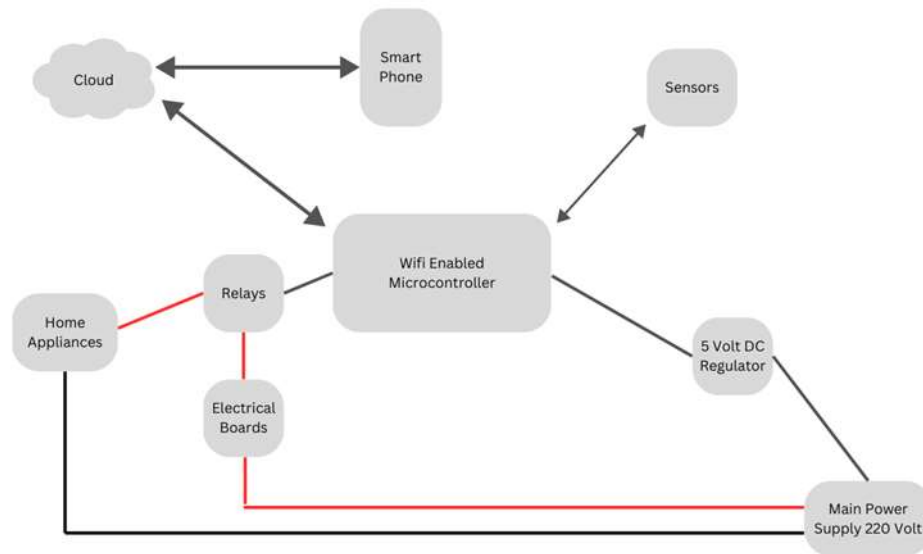 Cloud
Smart
Phone
Sensors
Wifi Enabled
Microcontroller
Relays
Home
Appliances
5 Volt DC
Regulator
Electrical
Boards
Main Power
Supply 220 Volt